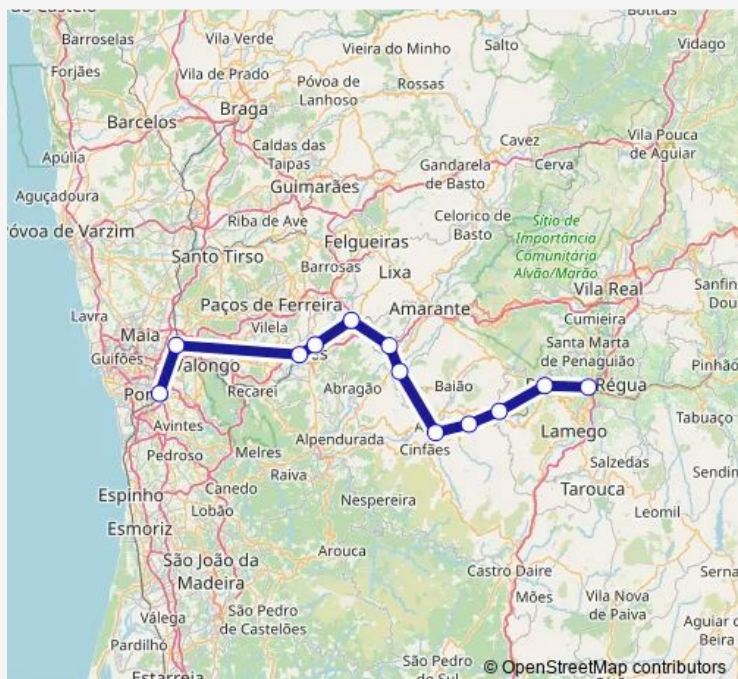 Barroselas
Vila Verde
Vieira do Minho
Salto
Boticas
Vidago
Forjães
Vila de Prado
Póvoa de
Lanhoso
Rossas
Barcelos
Braga
Caldas das
Taipas
Cavez
Vila Pouca
de Aguiar
Apúlia
Gandarela
de Basto
Cerva
Guimarães
Aguçadoura
Riba de Ave
Celorico de
Basto
Sítio de
Importância
Comunitária
Alvão/Marão
Póvoa de Varzim
Felgueiras
Santo Tirso
Barrosas
Lixa
Vila Real
Lavra
Paços de Ferreira
Amarante
Cumieira
Maia
Vilela
Santa Marta
de Penaguião
Guifões
Valongo
Pinhão
Recarei
Abragão
Baião
Régua
Avintes
Tabuaço
Pedroso
Melres
Alpendurada
Cinfães
Lamego
Raiva
Salzedas
Espinho
Canedo
Nespereira
Tarouca
Lobão
Leomil
Esmoriz
Arouca
São João da
Madeira
Castro Daire
Mões
São Pedro
de Castelões
Vila Nova
de Paiva
Válega
Pardilho
Aguiar da
Beira
São Pedro
do Sul
Estarreja
© OpenStreetMap contributors